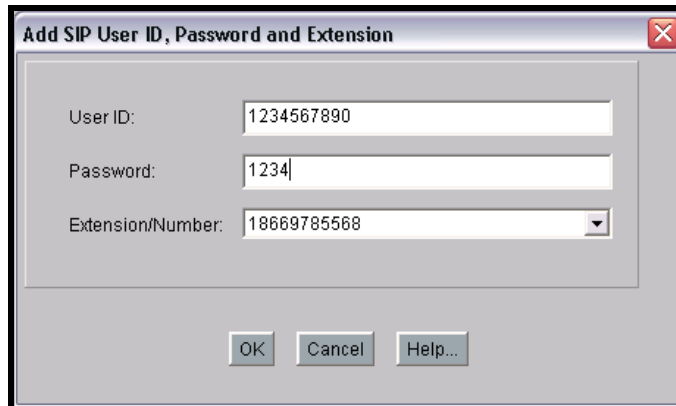 Add SIP User ID, Password and Extension
User ID: 1234567890
Password: 1234
Extension/Number: 18669785568
OK Cancel Help...